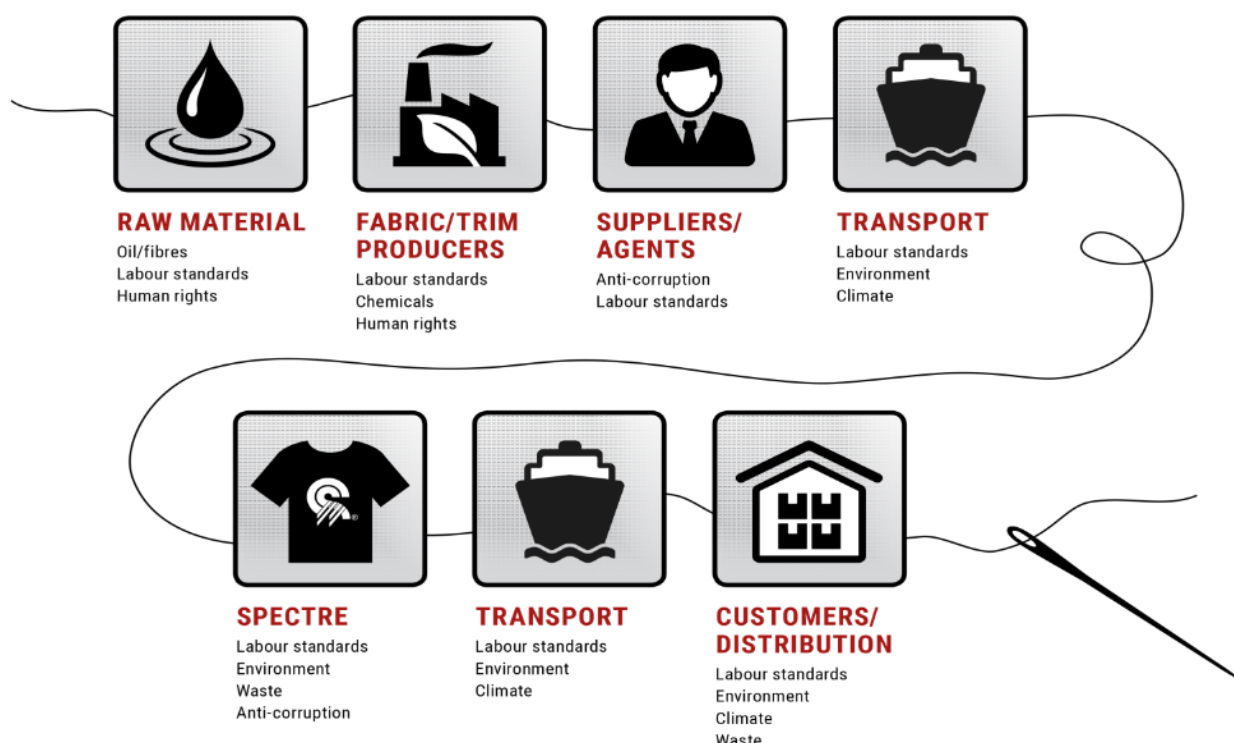 RAW MATERIAL
Oil/fibres
Labour standards
Human rights
FABRIC/TRIM
PRODUCERS
Labour standards
Chemicals
Human rights
SUPPLIERS/
AGENTS
Anti-corruption
Labour standards
TRANSPORT
Labour standards
Environment
Climate
®
SPECTRE
Labour standards
Environment
Waste
Anti-corruption
TRANSPORT
Labour standards
Environment
Climate
CUSTOMERS/
DISTRIBUTION
Labour standards
Environment
Climate
Waste